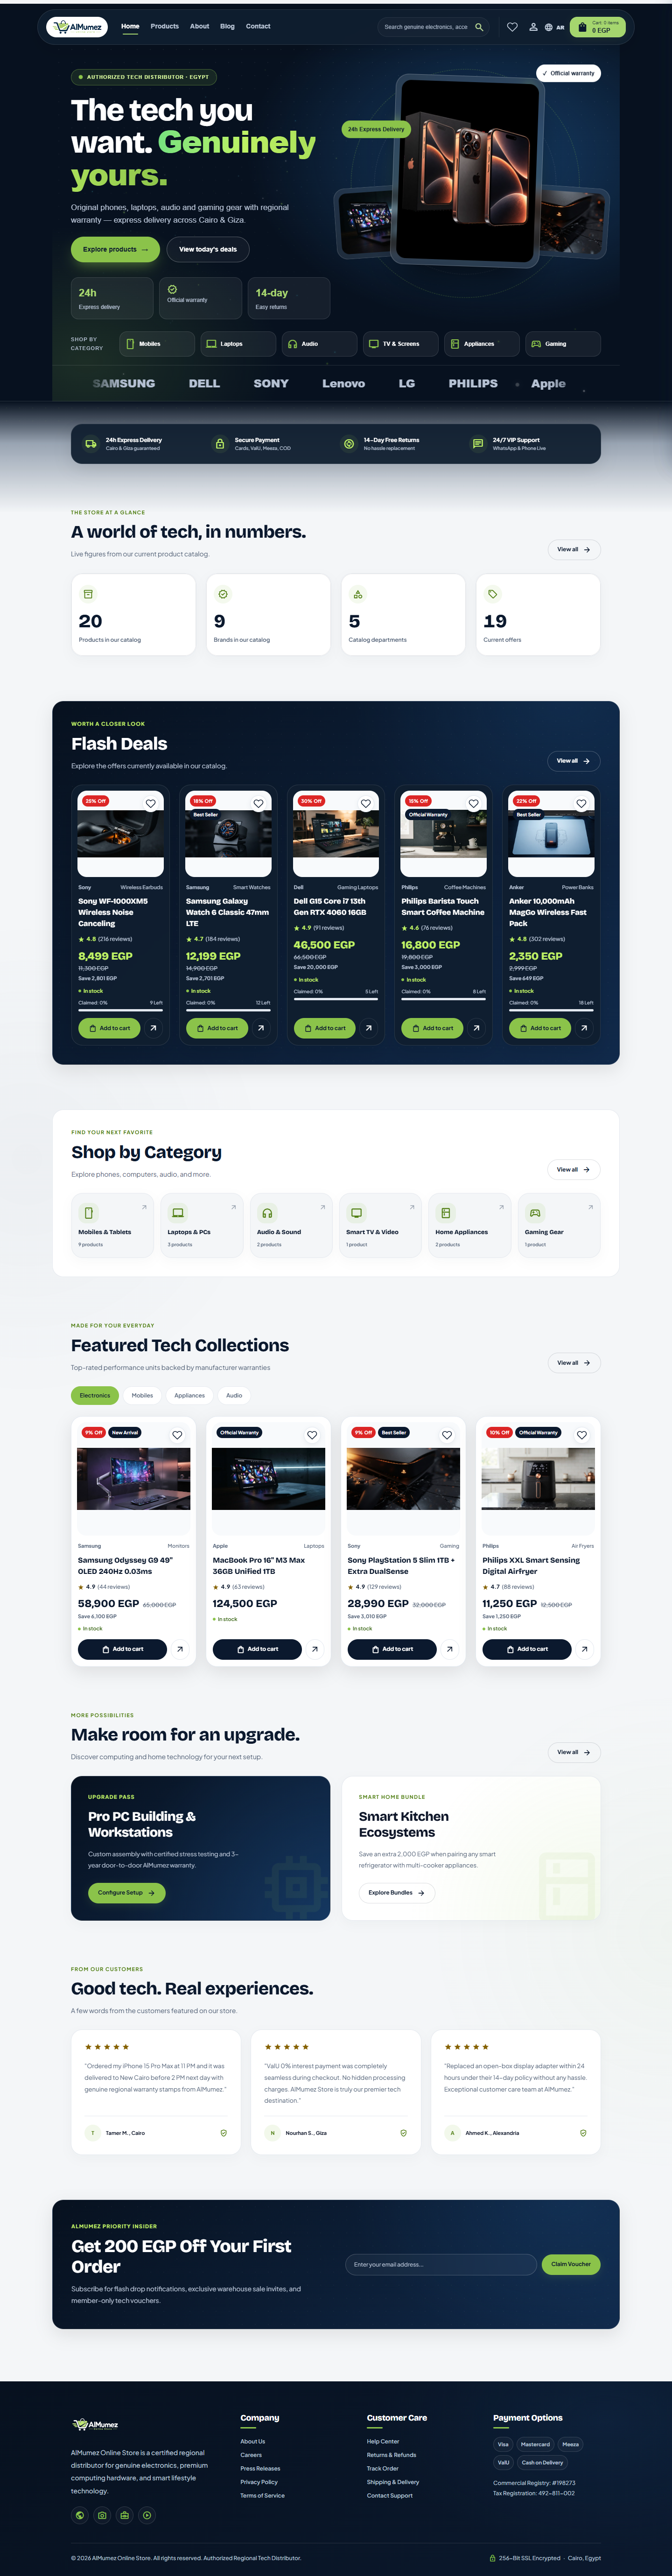 AlMumez
Home Products About Blog Contact
Search genuine electronics, acce
AR
Cart · 0 items
0 EGP
AUTHORIZED TECH DISTRIBUTOR · EGYPT
The tech you
want. Genuinely
yours.
Original phones, laptops, audio and gaming gear with regional
warranty — express delivery across Cairo & Giza.
Explore products →
View today's deals
✓ Official warranty
24h Express Delivery
24h
Express delivery
Official warranty
14-day
Easy returns
SHOP BY
CATEGORY
Mobiles
Laptops
Audio
TV & Screens
Appliances
Gaming
SAMSUNG DELL SONY Lenovo LG PHILIPS Apple
24h Express Delivery
Cairo & Giza guaranteed
Secure Payment
Cards, ValU, Meeza, COD
14-Day Free Returns
No hassle replacement
24/7 VIP Support
WhatsApp & Phone Live
THE STORE AT A GLANCE
A world of tech, in numbers.
Live figures from our current product catalog.
View all →
20
Products in our catalog
9
Brands in our catalog
5
Catalog departments
19
Current offers
WORTH A CLOSER LOOK
Flash Deals
Explore the offers currently available in our catalog.
View all →
25% Off
Sony Wireless Earbuds
Sony WF-1000XM5
Wireless Noise
Canceling
★ 4.8 (216 reviews)
8,499 EGP
11,300 EGP
Save 2,801 EGP
In stock
Claimed: 0% 9 Left
Add to cart
18% Off
Best Seller
Samsung Smart Watches
Samsung Galaxy
Watch 6 Classic 47mm
LTE
★ 4.7 (184 reviews)
12,199 EGP
14,900 EGP
Save 2,701 EGP
In stock
Claimed: 0% 12 Left
Add to cart
30% Off
Dell Gaming Laptops
Dell G15 Core i7 13th
Gen RTX 4060 16GB
★ 4.9 (91 reviews)
46,500 EGP
66,500 EGP
Save 20,000 EGP
In stock
Claimed: 0% 5 Left
Add to cart
15% Off
Official Warranty
Philips Coffee Machines
Philips Barista Touch
Smart Coffee Machine
★ 4.6 (76 reviews)
16,800 EGP
19,800 EGP
Save 3,000 EGP
In stock
Claimed: 0% 8 Left
Add to cart
22% Off
Best Seller
Anker Power Banks
Anker 10,000mAh
MagGo Wireless Fast
Pack
★ 4.8 (302 reviews)
2,350 EGP
2,999 EGP
Save 649 EGP
In stock
Claimed: 0% 18 Left
Add to cart
FIND YOUR NEXT FAVORITE
Shop by Category
Explore phones, computers, audio, and more.
View all →
Mobiles & Tablets
9 products
Laptops & PCs
3 products
Audio & Sound
2 products
Smart TV & Video
1 product
Home Appliances
2 products
Gaming Gear
1 product
MADE FOR YOUR EVERYDAY
Featured Tech Collections
Top-rated performance units backed by manufacturer warranties
View all →
Electronics Mobiles Appliances Audio
9% Off New Arrival
Samsung Monitors
Samsung Odyssey G9 49"
OLED 240Hz 0.03ms
★ 4.9 (44 reviews)
58,900 EGP 65,000 EGP
Save 6,100 EGP
In stock
Add to cart
Official Warranty
Apple Laptops
MacBook Pro 16" M3 Max
36GB Unified 1TB
★ 4.9 (63 reviews)
124,500 EGP
In stock
Add to cart
9% Off Best Seller
Sony Gaming
Sony PlayStation 5 Slim 1TB +
Extra DualSense
★ 4.9 (129 reviews)
28,990 EGP 32,000 EGP
Save 3,010 EGP
In stock
Add to cart
10% Off Official Warranty
Philips Air Fryers
Philips XXL Smart Sensing
Digital Airfryer
★ 4.7 (88 reviews)
11,250 EGP 12,500 EGP
Save 1,250 EGP
In stock
Add to cart
MORE POSSIBILITIES
Make room for an upgrade.
Discover computing and home technology for your next setup.
View all →
UPGRADE PASS
Pro PC Building &
Workstations
Custom assembly with certified stress testing and 3-
year door-to-door AlMumez warranty.
Configure Setup →
SMART HOME BUNDLE
Smart Kitchen
Ecosystems
Save an extra 2,000 EGP when pairing any smart
refrigerator with multi-cooker appliances.
Explore Bundles →
FROM OUR CUSTOMERS
Good tech. Real experiences.
A few words from the customers featured on our store.
★★★★★
"Ordered my iPhone 15 Pro Max at 11 PM and it was
delivered to New Cairo before 2 PM next day with
genuine regional warranty stamps from AlMumez."
T Tamer M., Cairo
★★★★★
"ValU 0% interest payment was completely
seamless during checkout. No hidden processing
charges. AlMumez Store is truly our premier tech
destination."
N Nourhan S., Giza
★★★★★
"Replaced an open-box display adapter within 24
hours under their 14-day policy without any hassle.
Exceptional customer care team at AlMumez."
A Ahmed K., Alexandria
ALMUMEZ PRIORITY INSIDER
Get 200 EGP Off Your First
Order
Subscribe for flash drop notifications, exclusive warehouse sale invites, and
member-only tech vouchers.
Enter your email address...
Claim Voucher
AlMumez
AlMumez Online Store is a certified regional
distributor for genuine electronics, premium
computing hardware, and smart lifestyle
technology.
Company
About Us
Careers
Press Releases
Privacy Policy
Terms of Service
Customer Care
Help Center
Returns & Refunds
Track Order
Shipping & Delivery
Contact Support
Payment Options
Visa Mastercard Meeza
ValU Cash on Delivery
Commercial Registry: #198273
Tax Registration: 492-811-002
© 2026 AlMumez Online Store. All rights reserved. Authorized Regional Tech Distributor.
256-Bit SSL Encrypted · Cairo, Egypt